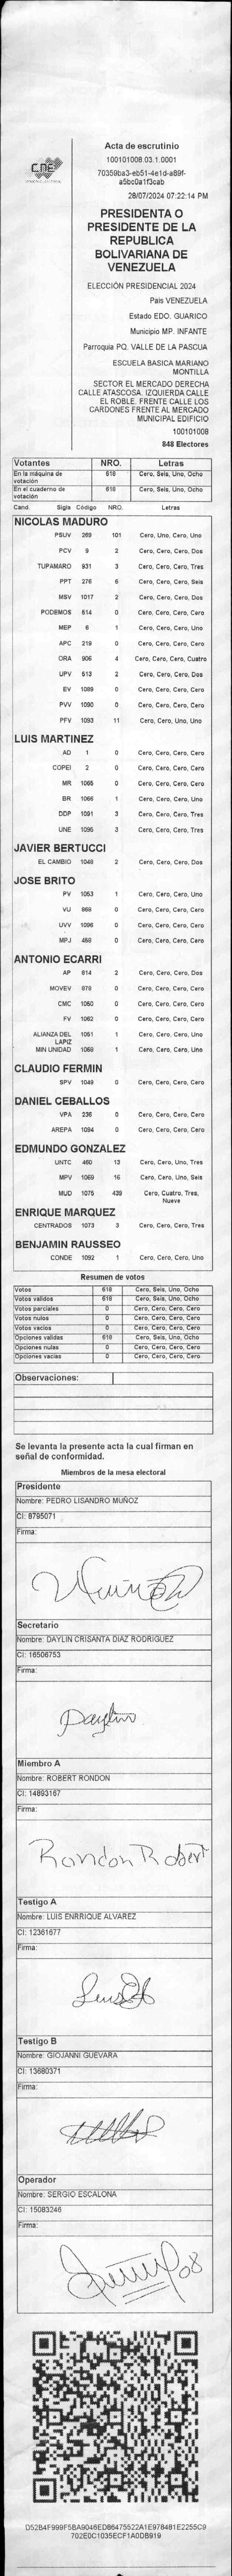 CNE
Acta de escrutinio
100101008.03.1.0001
70359ba3-eb51-4e1d-a89f-
a5bc0a1f3cab
28/07/2024 07:22:14 PM
PRESIDENTA O
PRESIDENTE DE LA
REPUBLICA
BOLIVARIANA DE
VENEZUELA
ELECCIÓN PRESIDENCIAL 2024
País VENEZUELA
Estado EDO. GUARICO
Municipio MP. INFANTE
Parroquia PQ. VALLE DE LA PASCUA
ESCUELA BASICA MARIANO
MONTILLA
SECTOR EL MERCADO DERECHA
CALLE ATASCOSA. IZQUIERDA CALLE
EL ROBLE. FRENTE CALLE LOS
CARDONES FRENTE AL MERCADO
MUNICIPAL EDIFICIO
100101008
848 Electores
Votantes NRO. Letras
En la máquina de votación 618 Cero, Seis, Uno, Ocho
En el cuaderno de votación 618 Cero, Seis, Uno, Ocho
Cand. Sigla Código NRO. Letras
NICOLAS MADURO
PSUV 269 101 Cero, Uno, Cero, Uno
PCV 9 2 Cero, Cero, Cero, Dos
TUPAMARO 931 3 Cero, Cero, Cero, Tres
PPT 276 6 Cero, Cero, Cero, Seis
MSV 1017 2 Cero, Cero, Cero, Dos
PODEMOS 514 0 Cero, Cero, Cero, Cero
MEP 6 1 Cero, Cero, Cero, Uno
APC 219 0 Cero, Cero, Cero, Cero
ORA 906 4 Cero, Cero, Cero, Cuatro
UPV 513 2 Cero, Cero, Cero, Dos
EV 1089 0 Cero, Cero, Cero, Cero
PVV 1090 0 Cero, Cero, Cero, Cero
PFV 1093 11 Cero, Cero, Uno, Uno
LUIS MARTINEZ
AD 1 0 Cero, Cero, Cero, Cero
COPEI 2 0 Cero, Cero, Cero, Cero
MR 1065 0 Cero, Cero, Cero, Cero
BR 1066 1 Cero, Cero, Cero, Uno
DDP 1091 3 Cero, Cero, Cero, Tres
UNE 1095 3 Cero, Cero, Cero, Tres
JAVIER BERTUCCI
EL CAMBIO 1048 2 Cero, Cero, Cero, Dos
JOSE BRITO
PV 1053 1 Cero, Cero, Cero, Uno
VU 869 0 Cero, Cero, Cero, Cero
UVV 1096 0 Cero, Cero, Cero, Cero
MPJ 458 0 Cero, Cero, Cero, Cero
ANTONIO ECARRI
AP 814 2 Cero, Cero, Cero, Dos
MOVEV 978 0 Cero, Cero, Cero, Cero
CMC 1050 0 Cero, Cero, Cero, Cero
FV 1062 0 Cero, Cero, Cero, Cero
ALIANZA DEL LAPIZ 1051 1 Cero, Cero, Cero, Uno
MIN UNIDAD 1068 1 Cero, Cero, Cero, Uno
CLAUDIO FERMIN
SPV 1049 0 Cero, Cero, Cero, Cero
DANIEL CEBALLOS
VPA 236 0 Cero, Cero, Cero, Cero
AREPA 1094 0 Cero, Cero, Cero, Cero
EDMUNDO GONZALEZ
UNTC 460 13 Cero, Cero, Uno, Tres
MPV 1069 16 Cero, Cero, Uno, Seis
MUD 1075 439 Cero, Cuatro, Tres, Nueve
ENRIQUE MARQUEZ
CENTRADOS 1073 3 Cero, Cero, Cero, Tres
BENJAMIN RAUSSEO
CONDE 1092 1 Cero, Cero, Cero, Uno
Resumen de votos
Votos 618 Cero, Seis, Uno, Ocho
Votos validos 618 Cero, Seis, Uno, Ocho
Votos parciales 0 Cero, Cero, Cero, Cero
Votos nulos 0 Cero, Cero, Cero, Cero
Votos vacios 0 Cero, Cero, Cero, Cero
Opciones validas 618 Cero, Seis, Uno, Ocho
Opciones nulas 0 Cero, Cero, Cero, Cero
Opciones vacias 0 Cero, Cero, Cero, Cero
Observaciones:
Se levanta la presente acta la cual firman en
señal de conformidad.
Miembros de la mesa electoral
Presidente
Nombre: PEDRO LISANDRO MUÑOZ
CI: 8795071
Firma:
Secretario
Nombre: DAYLIN CRISANTA DIAZ RODRIGUEZ
CI: 16506753
Firma:
Daylin
Miembro A
Nombre: ROBERT RONDON
CI: 14893167
Firma:
Rondon Robert
Testigo A
Nombre: LUIS ENRRIQUE ALVAREZ
CI: 12361677
Firma:
Testigo B
Nombre: GIOJANNI GUEVARA
CI: 13680371
Firma:
Operador
Nombre: SERGIO ESCALONA
CI: 15083246
Firma:
D52B4F999F5BA9046ED86475522A1E978481E2255C9
702E0C1035ECF1A0DB919